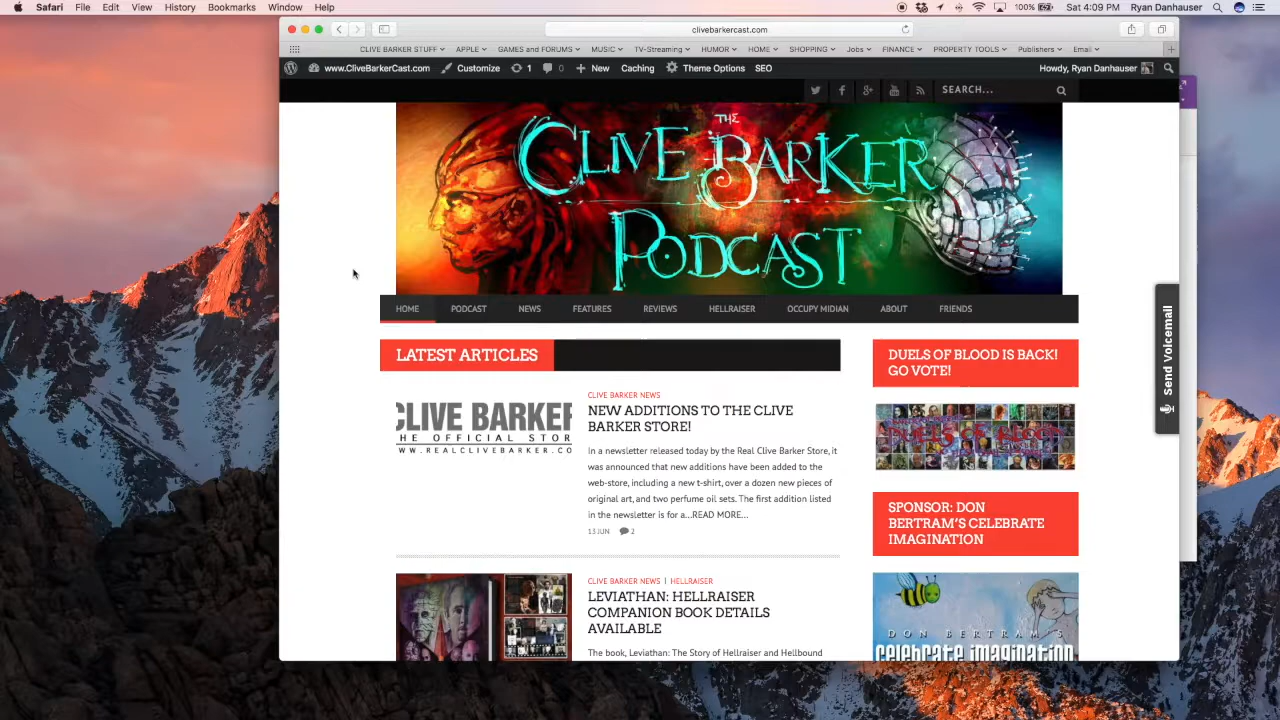 Safari File Edit View History Bookmarks Window Help 100% Sat 4:09 PM Ryan Danhauser
clivebarkercast.com
CLIVE BARKER STUFF APPLE GAMES and FORUMS MUSIC TV-Streaming HUMOR HOME SHOPPING Jobs FINANCE PROPERTY TOOLS Publishers Email
www.CliveBarkerCast.com Customize 1 0 New Caching Theme Options SEO Howdy, Ryan Danhauser
SEARCH...
THE
CLIVE BARKER
PODCAST
HOME PODCAST NEWS FEATURES REVIEWS HELLRAISER OCCUPY MIDIAN ABOUT FRIENDS
Send Voicemail
LATEST ARTICLES
CLIVE BARKER
HE OFFICIAL STOR
WW.REALCLIVEBARKER.CO
CLIVE BARKER NEWS
NEW ADDITIONS TO THE CLIVE
BARKER STORE!
In a newsletter released today by the Real Clive Barker Store, it
was announced that new additions have been added to the
web-store, including a new t-shirt, over a dozen new pieces of
original art, and two perfume oil sets. The first addition listed
in the newsletter is for a...READ MORE...
13 JUN 2
CLIVE BARKER NEWS | HELLRAISER
LEVIATHAN: HELLRAISER
COMPANION BOOK DETAILS
AVAILABLE
The book, Leviathan: The Story of Hellraiser and Hellbound
DUELS OF BLOOD IS BACK!
GO VOTE!
DUELS OF BLOOD
SPONSOR: DON
BERTRAM'S CELEBRATE
IMAGINATION
DON BERTRAM'S
celebrate imagination